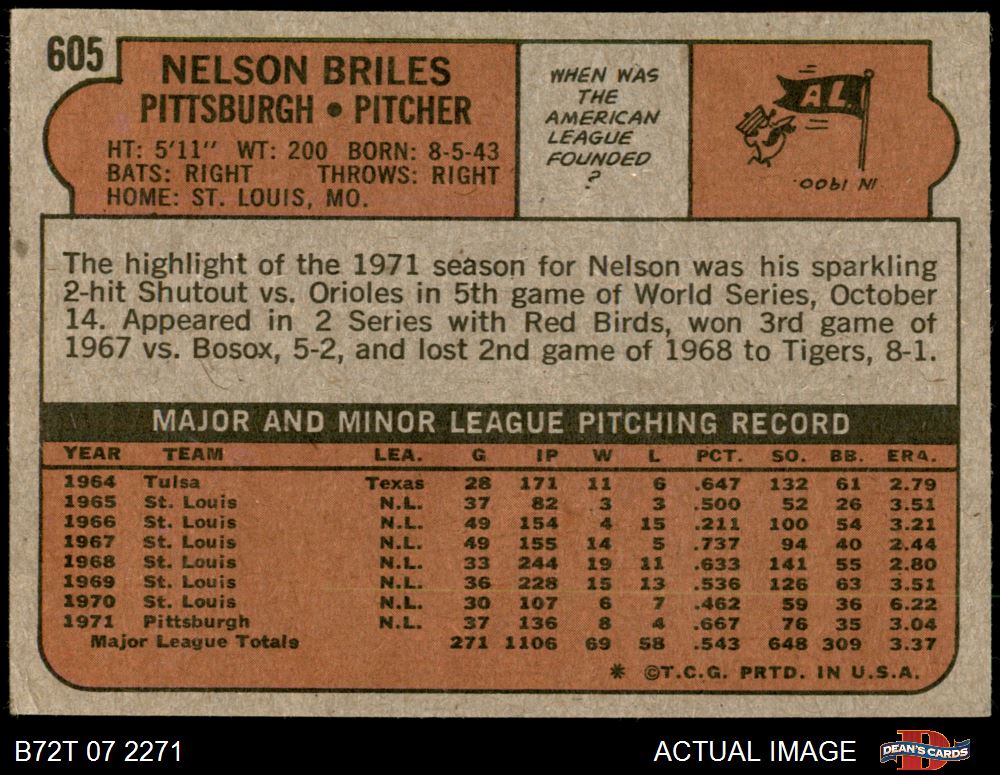 605
NELSON BRILES
PITTSBURGH • PITCHER
HT: 5'11" WT: 200 BORN: 8-5-43
BATS: RIGHT THROWS: RIGHT
HOME: ST. LOUIS, MO.
WHEN WAS
THE
AMERICAN
LEAGUE
FOUNDED
?
AL
IN 1900.
The highlight of the 1971 season for Nelson was his sparkling
2-hit Shutout vs. Orioles in 5th game of World Series, October
14. Appeared in 2 Series with Red Birds, won 3rd game of
1967 vs. Bosox, 5-2, and lost 2nd game of 1968 to Tigers, 8-1.
MAJOR AND MINOR LEAGUE PITCHING RECORD
YEAR TEAM LEA. G IP W L PCT. SO. BB. ERA.
1964 Tulsa Texas 28 171 11 6 .647 132 61 2.79
1965 St. Louis N.L. 37 82 3 3 .500 52 26 3.51
1966 St. Louis N.L. 49 154 4 15 .211 100 54 3.21
1967 St. Louis N.L. 49 155 14 5 .737 94 40 2.44
1968 St. Louis N.L. 33 244 19 11 .633 141 55 2.80
1969 St. Louis N.L. 36 228 15 13 .536 126 63 3.51
1970 St. Louis N.L. 30 107 6 7 .462 59 36 6.22
1971 Pittsburgh N.L. 37 136 8 4 .667 76 35 3.04
Major League Totals 271 1106 69 58 .543 648 309 3.37
* ©T.C.G. PRTD. IN U.S.A.
B72T 07 2271
ACTUAL IMAGE
D
DEAN'S CARDS